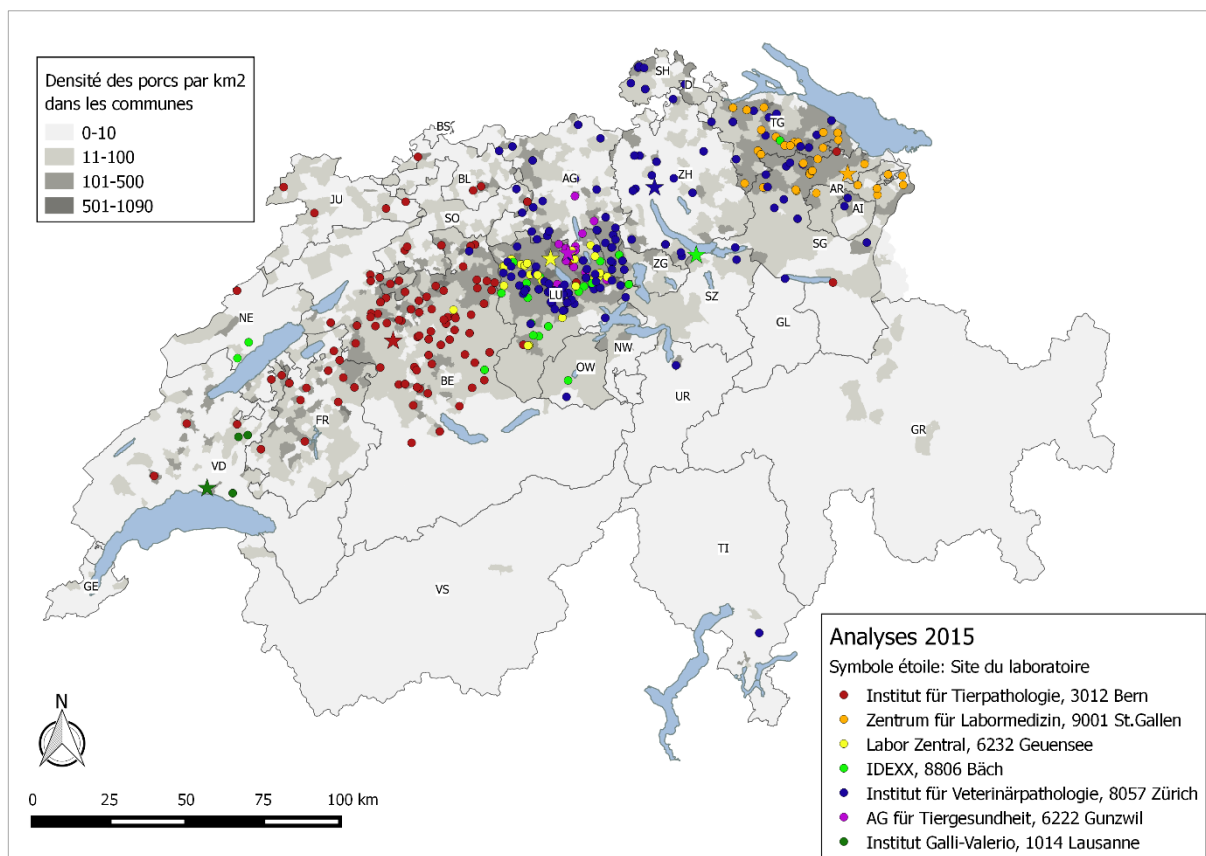 Densité des porcs par km2
dans les communes
0-10
11-100
101-500
501-1090
SH
D
BS
TG
BL
AG
ZH
JU
AR
AI
SO
SG
ZG
LU
SZ
NE
GL
NW
OW
BE
UR
FR
GR
VD
TI
VS
GE
N
0 25 50 75 100 km
Analyses 2015
Symbole étoile: Site du laboratoire
Institut für Tierpathologie, 3012 Bern
Zentrum für Labormedizin, 9001 St.Gallen
Labor Zentral, 6232 Geuensee
IDEXX, 8806 Bäch
Institut für Veterinärpathologie, 8057 Zürich
AG für Tiergesundheit, 6222 Gunzwil
Institut Galli-Valerio, 1014 Lausanne